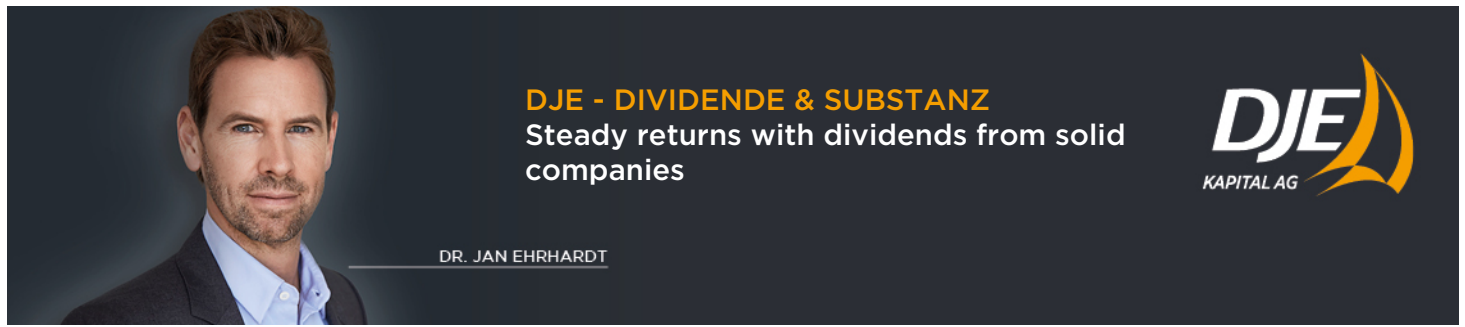 DJE - DIVIDENDE & SUBSTANZ
Steady returns with dividends from solid
companies
DJE
KAPITAL AG
DR. JAN EHRHARDT